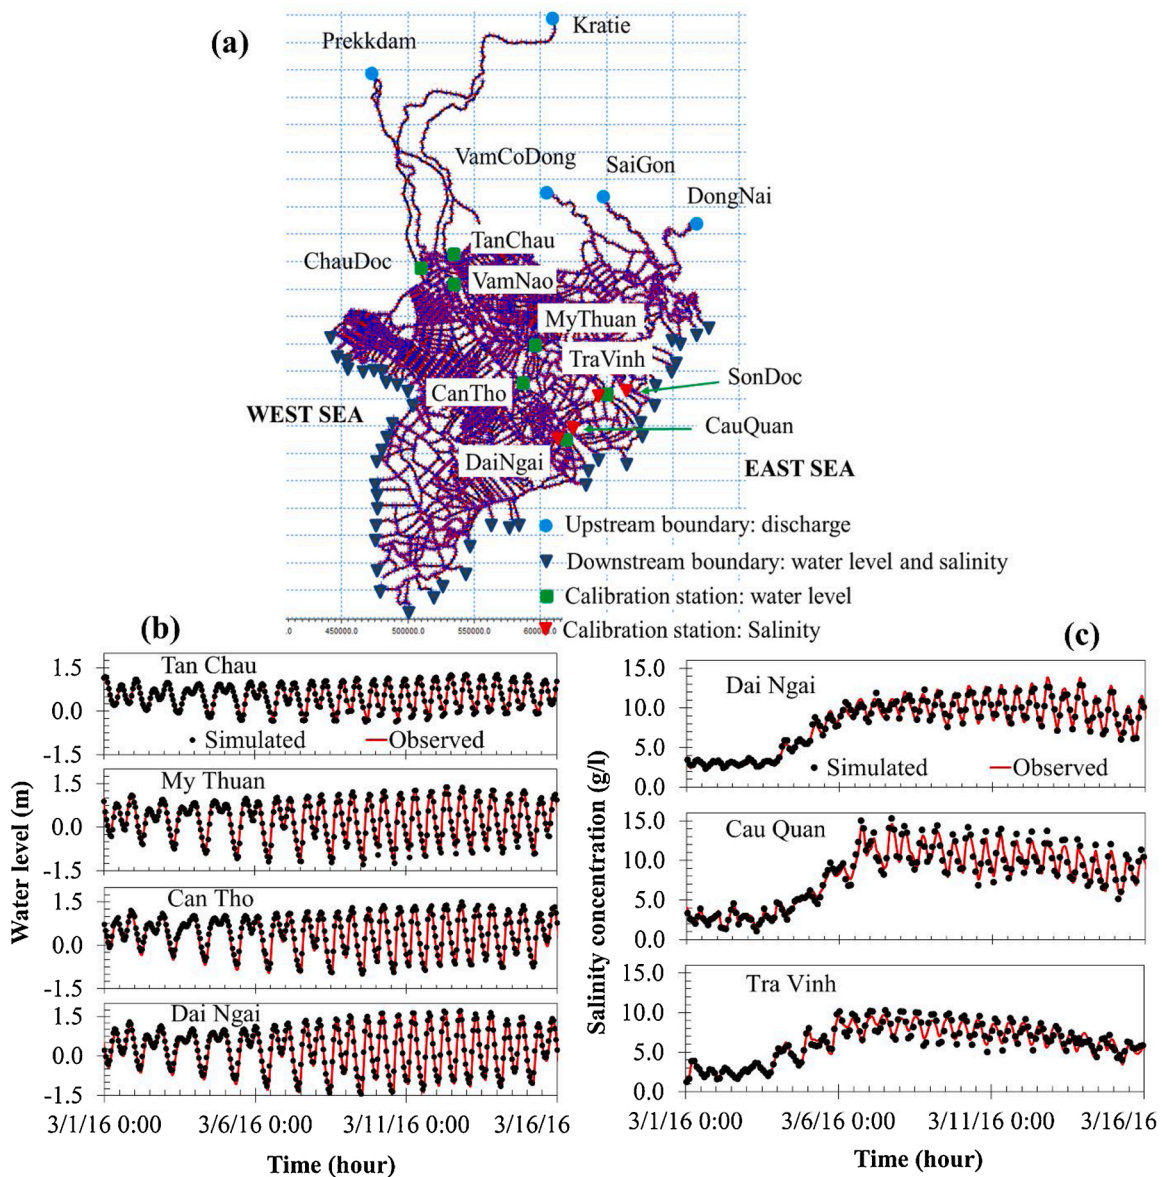 (a)
Kratie
Prekkdam
VamCoDong
SaiGon
DongNai
TanChau
ChauDoc
VamNao
MyThuan
TraVinh
SonDoc
CanTho
WEST SEA
CauQuan
DaiNgai
EAST SEA
Upstream boundary: discharge
Downstream boundary: water level and salinity
Calibration station: water level
Calibration station: Salinity
.0 450000.0 500000.0 550000.0
(b)
Water level (m)
1.5
0.0
-1.5
Tan Chau
Simulated
Observed
1.5
0.0
-1.5
My Thuan
1.5
0.0
-1.5
Can Tho
1.5
0.0
-1.5
Dai Ngai
3/1/16 0:00 3/6/16 0:00 3/11/16 0:00 3/16/16
Time (hour)
(c)
Salinity concentration (g/l)
15.0
10.0
5.0
0.0
Dai Ngai
Simulated
Observed
15.0
10.0
5.0
0.0
Cau Quan
15.0
10.0
5.0
0.0
Tra Vinh
3/1/16 0:00 3/6/16 0:00 3/11/16 0:00 3/16/16
Time (hour)